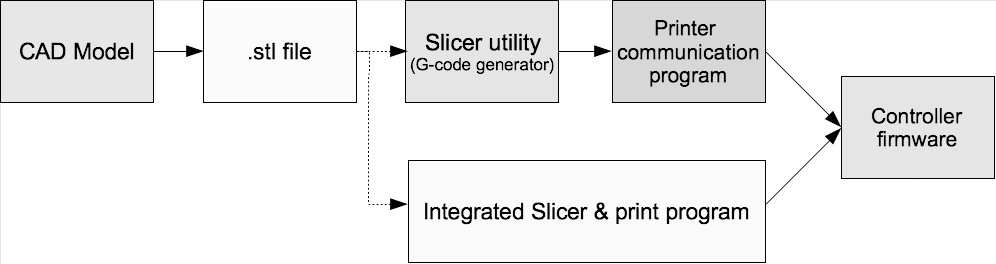 CAD Model
.stl file
Slicer utility
(G-code generator)
Printer
communication
program
Controller
firmware
Integrated Slicer & print program